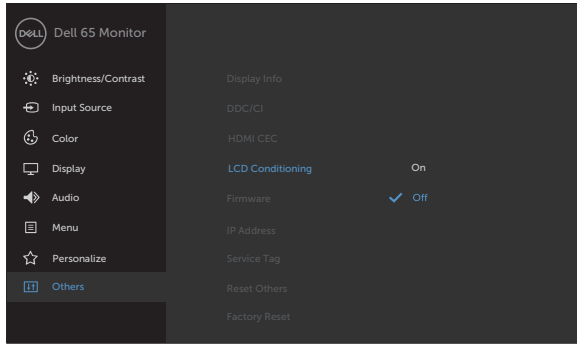 DELL Dell 65 Monitor
Brightness/Contrast Display Info
Input Source DDC/CI
Color HDMI CEC
Display LCD Conditioning On
Audio Firmware Off
Menu IP Address
Personalize Service Tag
Others Reset Others
Factory Reset